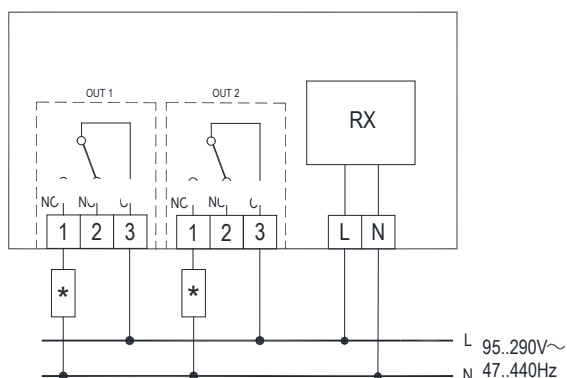 OUT 1 OUT 2
RX
1 2 3 1 2 3 L N
* *
L 95..290V~
N 47..440Hz